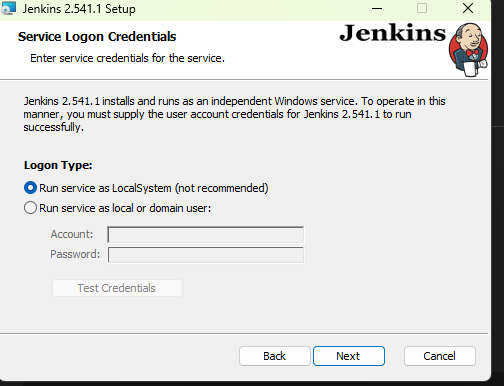 Jenkins 2.541.1 Setup
Service Logon Credentials
Enter service credentials for the service.
Jenkins
Jenkins 2.541.1 installs and runs as an independent Windows service. To operate in this
manner, you must supply the user account credentials for Jenkins 2.541.1 to run
successfully.
Logon Type:
Run service as LocalSystem (not recommended)
Run service as local or domain user:
Account:
Password:
Test Credentials
Back
Next
Cancel